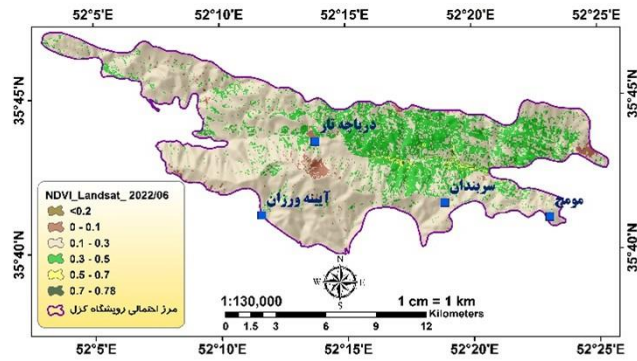 52°5'E 52°10'E 52°15'E 52°20'E 52°25'E
35°45'N 35°45'N
دریاچه تار
سربندان
مومج
آیینه ورزان
35°40'N 35°40'N
NDVI_Landsat_ 2022/06
<0.2
0 - 0.1
0.1 - 0.3
0.3 - 0.5
0.5 - 0.7
0.7 - 0.78
مرز احتمالی رویشگاه کزل
N
W E
S
1:130,000 1 cm = 1 km
Kilometers
0 1.5 3 6 9 12
52°5'E 52°10'E 52°15'E 52°20'E 52°25'E